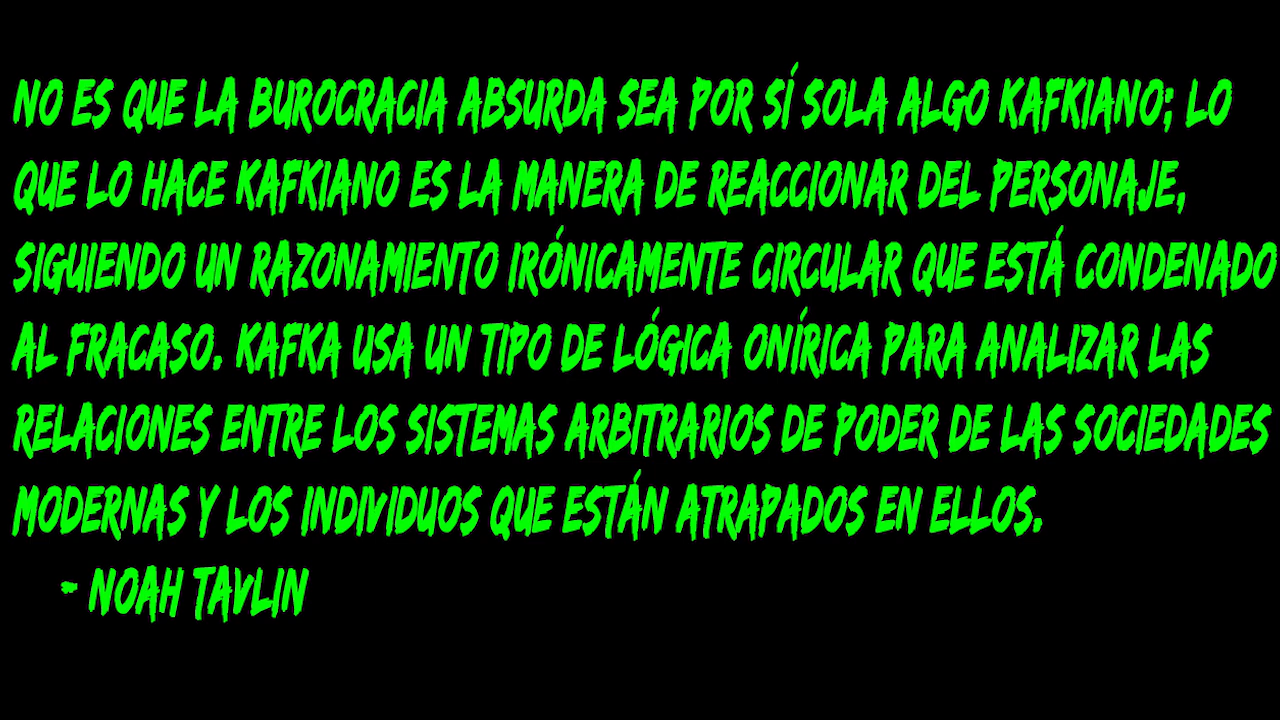 NO ES QUE LA BUROCRACIA ABSURDA SEA POR SÍ SOLA ALGO KAFKIANO; LO
QUE LO HACE KAFKIANO ES LA MANERA DE REACCIONAR DEL PERSONAJE,
SIGUIENDO UN RAZONAMIENTO IRÓNICAMENTE CIRCULAR QUE ESTÁ CONDENADO
AL FRACASO. KAFKA USA UN TIPO DE LÓGICA ONÍRICA PARA ANALIZAR LAS
RELACIONES ENTRE LOS SISTEMAS ARBITRARIOS DE PODER DE LAS SOCIEDADES
MODERNAS Y LOS INDIVIDUOS QUE ESTÁN ATRAPADOS EN ELLOS.
- NOAH TAVLIN